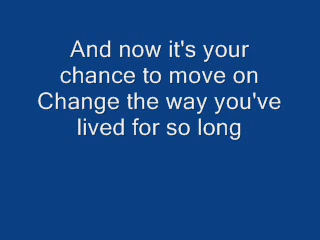 And now it's your
chance to move on
Change the way you've
lived for so long